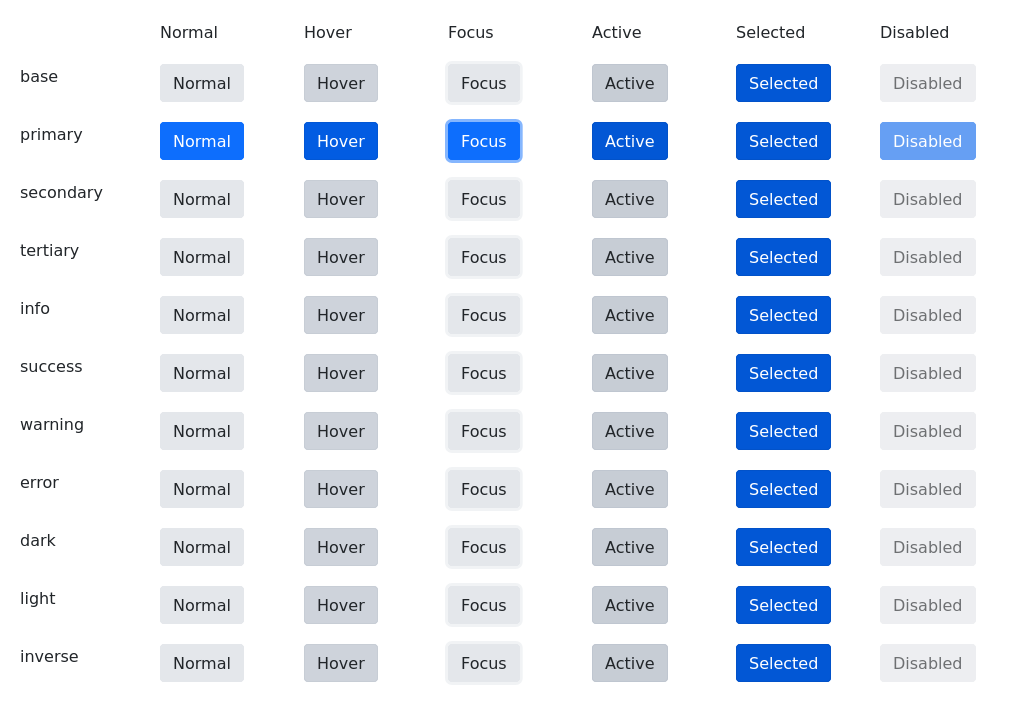 Normal Hover Focus Active Selected Disabled
base Normal Hover Focus Active Selected Disabled
primary Normal Hover Focus Active Selected Disabled
secondary Normal Hover Focus Active Selected Disabled
tertiary Normal Hover Focus Active Selected Disabled
info Normal Hover Focus Active Selected Disabled
success Normal Hover Focus Active Selected Disabled
warning Normal Hover Focus Active Selected Disabled
error Normal Hover Focus Active Selected Disabled
dark Normal Hover Focus Active Selected Disabled
light Normal Hover Focus Active Selected Disabled
inverse Normal Hover Focus Active Selected Disabled